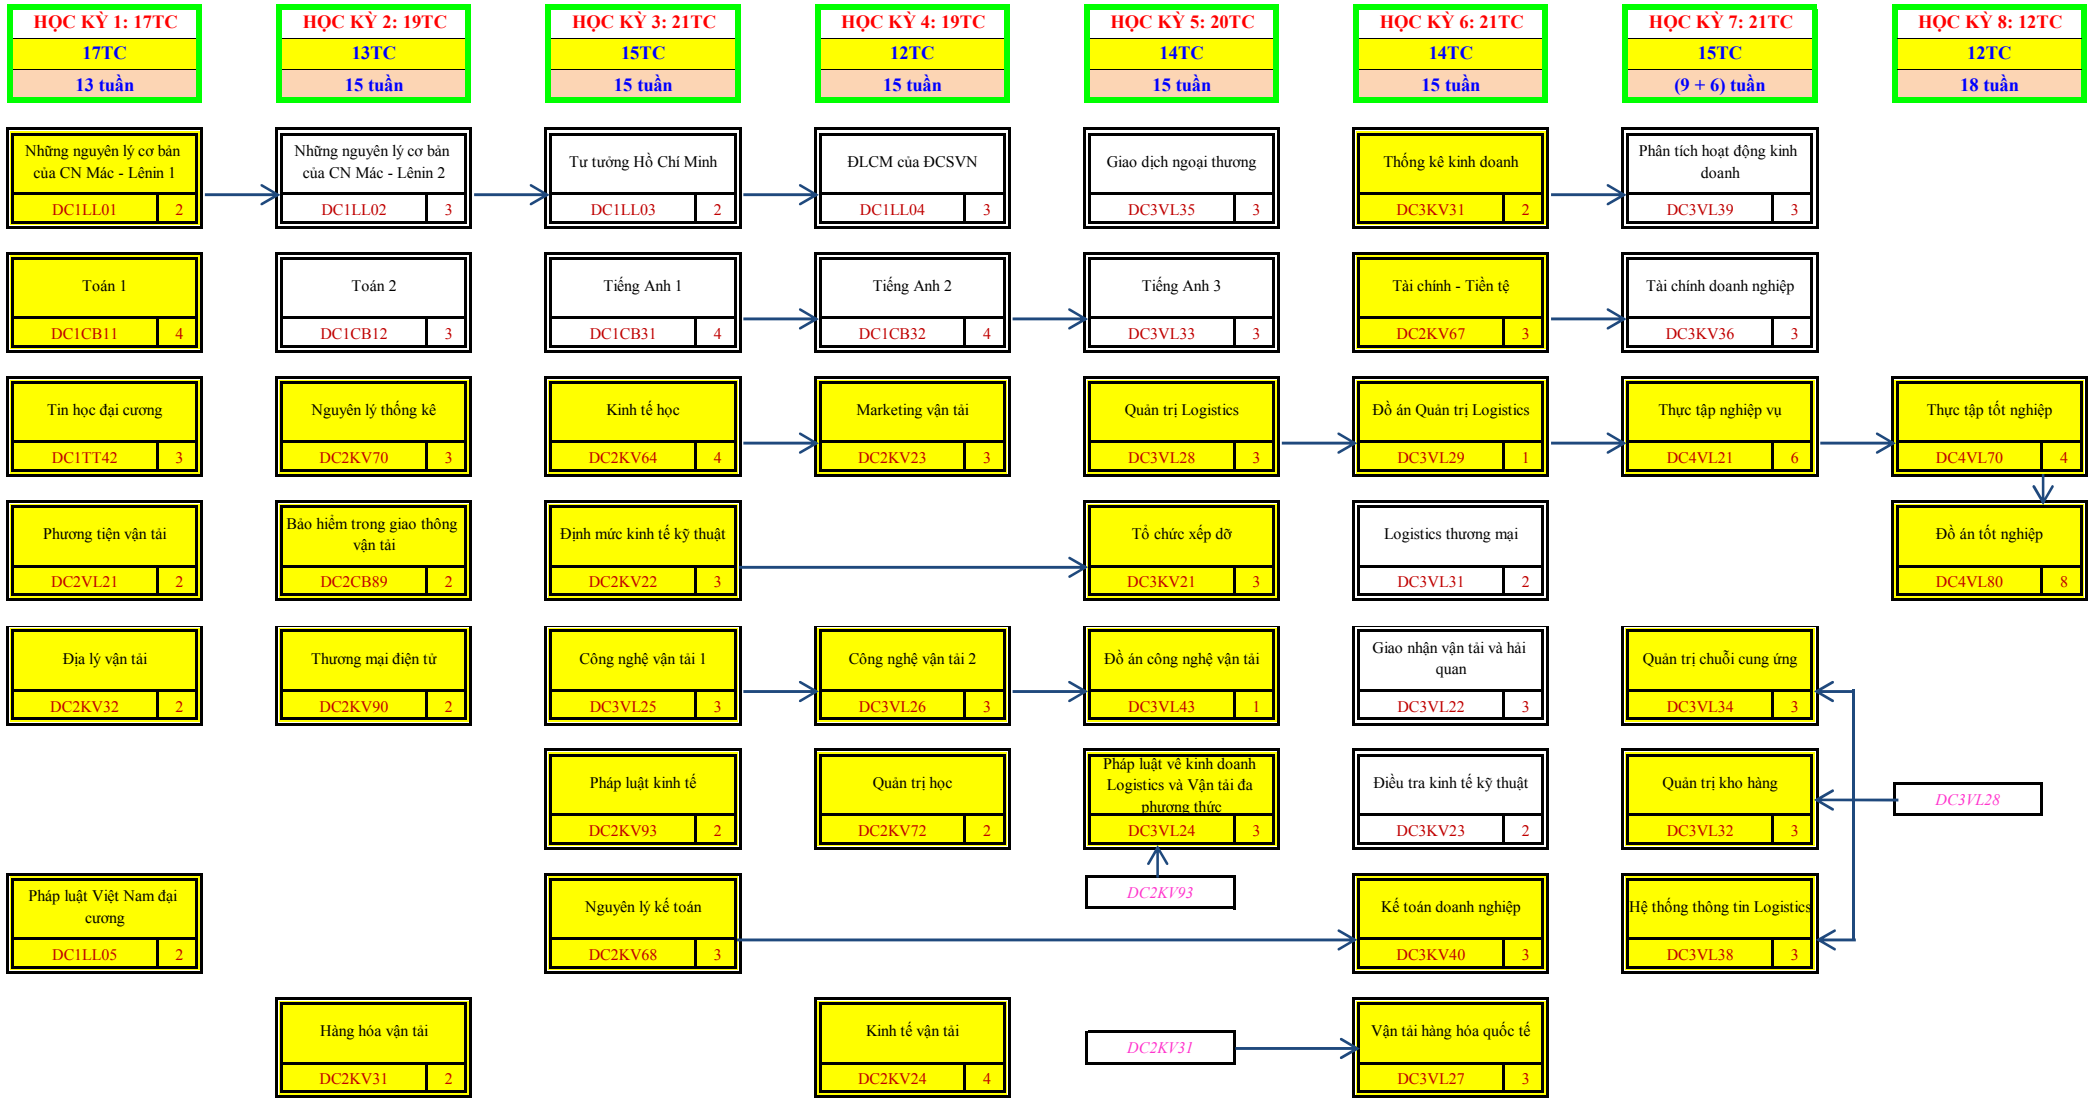 HỌC KỲ 1: 17TC
17TC
13 tuần
HỌC KỲ 2: 19TC
13TC
15 tuần
HỌC KỲ 3: 21TC
15TC
15 tuần
HỌC KỲ 4: 19TC
12TC
15 tuần
HỌC KỲ 5: 20TC
14TC
15 tuần
HỌC KỲ 6: 21TC
14TC
15 tuần
HỌC KỲ 7: 21TC
15TC
(9 + 6) tuần
HỌC KỲ 8: 12TC
12TC
18 tuần
Những nguyên lý cơ bản
của CN Mác - Lênin 1
DC1LL01 2
Những nguyên lý cơ bản
của CN Mác - Lênin 2
DC1LL02 3
Tư tưởng Hồ Chí Minh
DC1LL03 2
ĐLCM của ĐCSVN
DC1LL04 3
Giao dịch ngoại thương
DC3VL35 3
Thống kê kinh doanh
DC3KV31 2
Phân tích hoạt động kinh
doanh
DC3VL39 3
Toán 1
DC1CB11 4
Toán 2
DC1CB12 3
Tiếng Anh 1
DC1CB31 4
Tiếng Anh 2
DC1CB32 4
Tiếng Anh 3
DC3VL33 3
Tài chính - Tiền tệ
DC2KV67 3
Tài chính doanh nghiệp
DC3KV36 3
Tin học đại cương
DC1TT42 3
Nguyên lý thống kê
DC2KV70 3
Kinh tế học
DC2KV64 4
Marketing vận tải
DC2KV23 3
Quản trị Logistics
DC3VL28 3
Đồ án Quản trị Logistics
DC3VL29 1
Thực tập nghiệp vụ
DC4VL21 6
Thực tập tốt nghiệp
DC4VL70 4
Phương tiện vận tải
DC2VL21 2
Bảo hiểm trong giao thông
vận tải
DC2CB89 2
Định mức kinh tế kỹ thuật
DC2KV22 3
Tổ chức xếp dỡ
DC3KV21 3
Logistics thương mại
DC3VL31 2
Đồ án tốt nghiệp
DC4VL80 8
Địa lý vận tải
DC2KV32 2
Thương mại điện tử
DC2KV90 2
Công nghệ vận tải 1
DC3VL25 3
Công nghệ vận tải 2
DC3VL26 3
Đồ án công nghệ vận tải
DC3VL43 1
Giao nhận vận tải và hải
quan
DC3VL22 3
Quản trị chuỗi cung ứng
DC3VL34 3
Pháp luật kinh tế
DC2KV93 2
Quản trị học
DC2KV72 2
Pháp luật về kinh doanh
Logistics và Vận tải đa
phương thức
DC3VL24 3
Điều tra kinh tế kỹ thuật
DC3KV23 2
Quản trị kho hàng
DC3VL32 3
DC3VL28
Pháp luật Việt Nam đại
cương
DC1LL05 2
Nguyên lý kế toán
DC2KV68 3
DC2KV93
Kế toán doanh nghiệp
DC3KV40 3
Hệ thống thông tin Logistics
DC3VL38 3
Hàng hóa vận tải
DC2KV31 2
Kinh tế vận tải
DC2KV24 4
DC2KV31
Vận tải hàng hóa quốc tế
DC3VL27 3